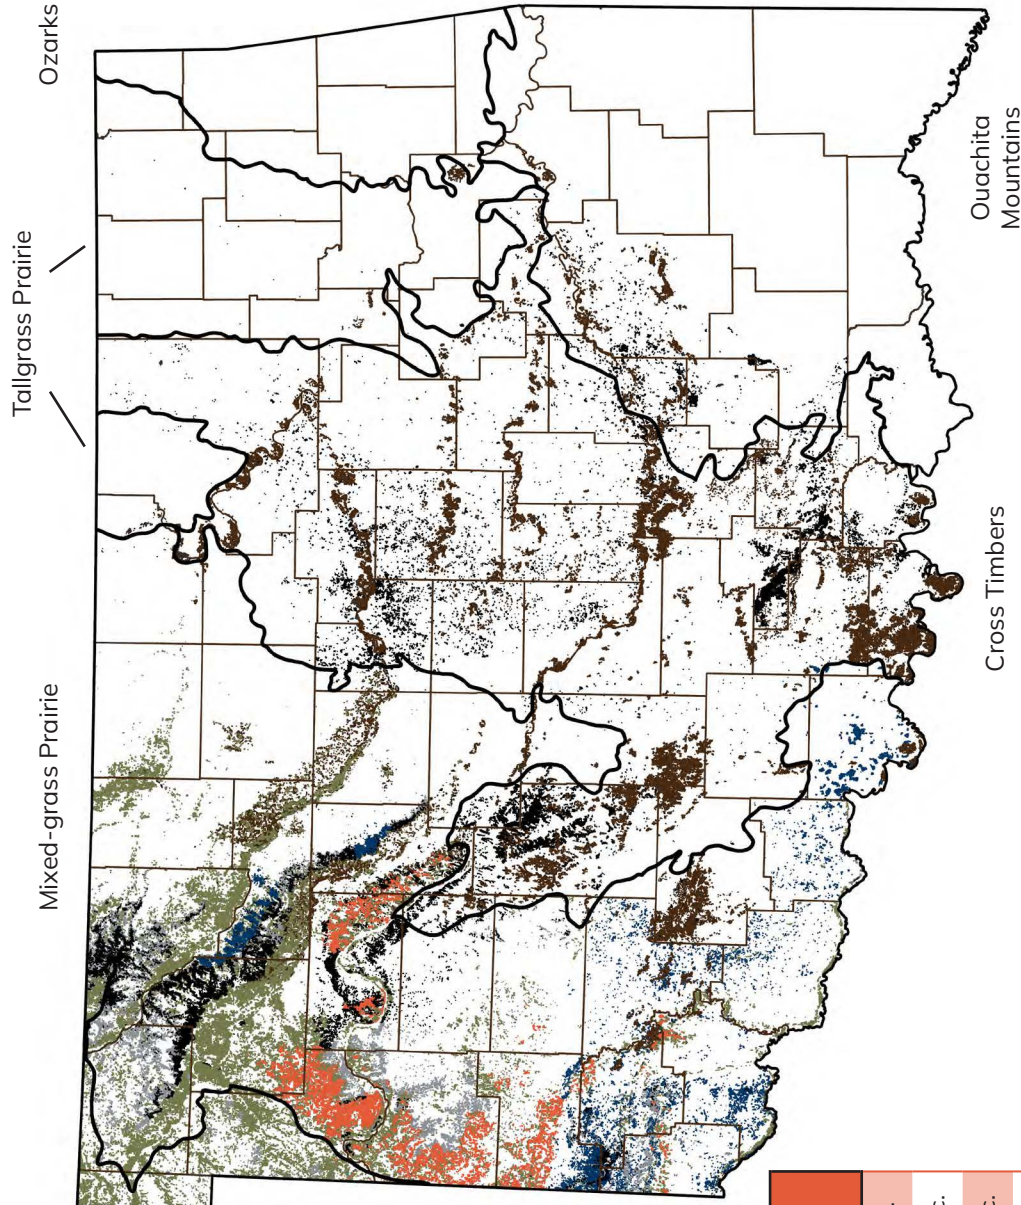 Ozarks
Tallgrass Prairie
Mixed-grass Prairie
Ouachita
Mountains
Cross Timbers